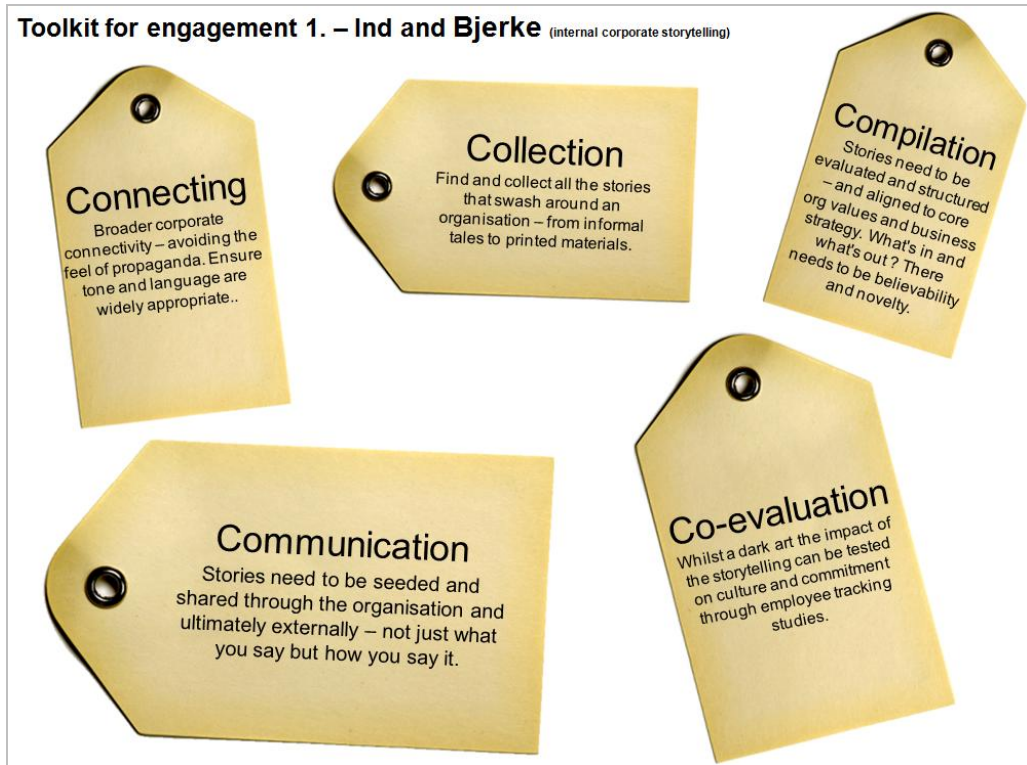 Toolkit for engagement 1. – Ind and Bjerke (internal corporate storytelling)
Connecting
Broader corporate
connectivity – avoiding the
feel of propaganda. Ensure
tone and language are
widely appropriate..
Collection
Find and collect all the stories
that swash around an
organisation – from informal
tales to printed materials.
Compilation
Stories need to be
evaluated and structured
– and aligned to core
org values and business
strategy. What's in and
what's out ? There
needs to be believability
and novelty.
Communication
Stories need to be seeded and
shared through the organisation and
ultimately externally – not just what
you say but how you say it.
Co-evaluation
Whilst a dark art the impact of
the storytelling can be tested
on culture and commitment
through employee tracking
studies.